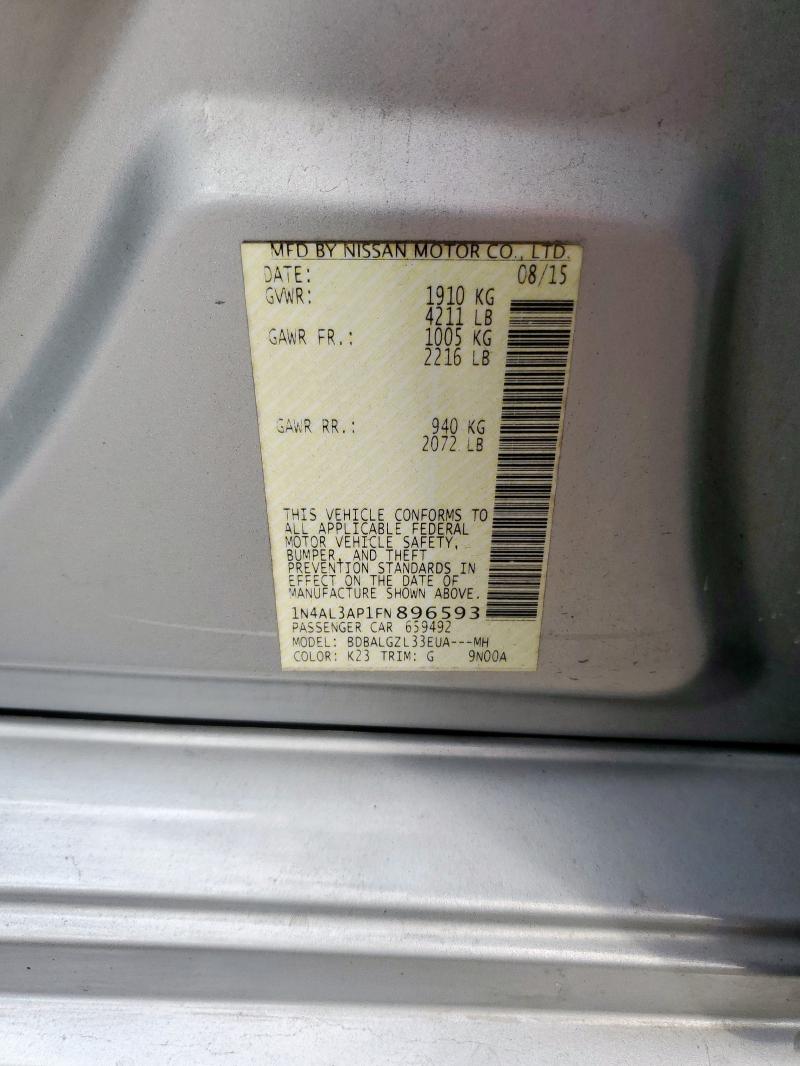 MFD BY NISSAN MOTOR CO., LTD.
DATE: 08/15
GVWR: 1910 KG
4211 LB
GAWR FR.: 1005 KG
2216 LB
GAWR RR.: 940 KG
2072 LB
THIS VEHICLE CONFORMS TO
ALL APPLICABLE FEDERAL
MOTOR VEHICLE SAFETY,
BUMPER, AND THEFT
PREVENTION STANDARDS IN
EFFECT ON THE DATE OF
MANUFACTURE SHOWN ABOVE.
1N4AL3AP1FN896593
PASSENGER CAR 659492
MODEL: BDBALGZL33EUA---MH
COLOR: K23 TRIM: G 9N00A